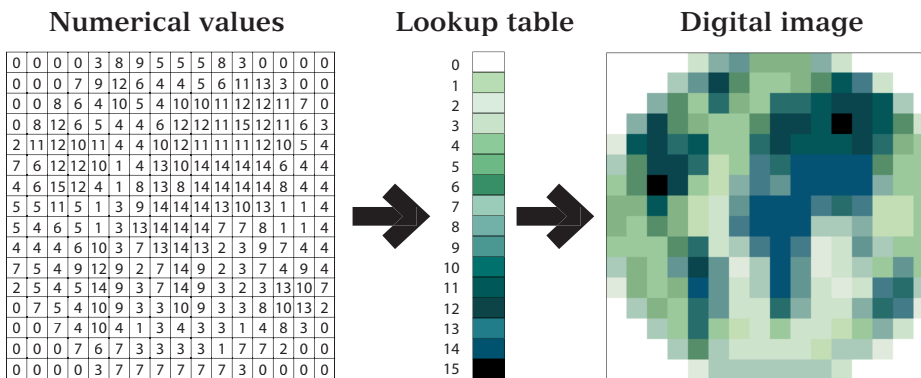 Numerical values
Lookup table
Digital image
0 0 0 0 3 8 9 5 5 5 8 3 0 0 0 0
0 0 0 7 9 12 6 4 4 5 6 11 13 3 0 0
0 0 8 6 4 10 5 4 10 10 11 12 12 11 7 0
0 8 12 6 5 4 4 6 12 12 11 15 12 11 6 3
2 11 12 10 11 4 4 10 12 11 11 11 12 10 5 4
7 6 12 12 10 1 4 13 10 14 14 14 14 6 4 4
4 6 15 12 4 1 8 13 8 14 14 14 14 8 4 4
5 5 11 5 1 3 9 14 14 14 13 10 13 1 1 4
5 4 6 5 1 3 13 14 14 14 7 7 8 1 1 4
4 4 4 6 10 3 7 13 14 13 2 3 9 7 4 4
7 5 4 9 12 9 2 7 14 9 2 3 7 4 9 4
2 5 4 5 14 9 3 7 14 9 3 2 3 13 10 7
0 7 5 4 10 9 3 3 10 9 3 3 8 10 13 2
0 0 7 4 10 4 1 3 4 3 3 1 4 8 3 0
0 0 0 7 6 7 3 3 3 3 1 7 7 2 0 0
0 0 0 0 3 7 7 7 7 7 7 3 0 0 0 0
0
1
2
3
4
5
6
7
8
9
10
11
12
13
14
15